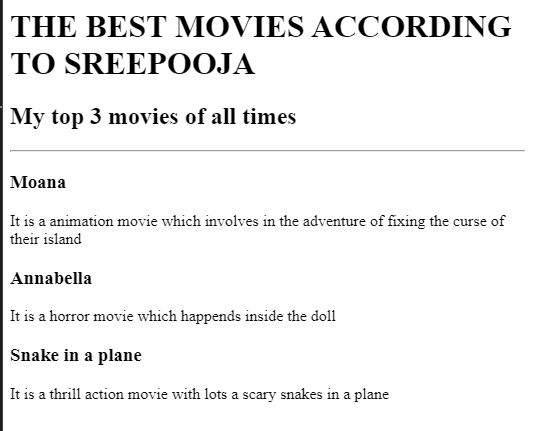 THE BEST MOVIES ACCORDING
TO SREEPOOJA
My top 3 movies of all times
Moana
It is a animation movie which involves in the adventure of fixing the curse of
their island
Annabella
It is a horror movie which happends inside the doll
Snake in a plane
It is a thrill action movie with lots a scary snakes in a plane